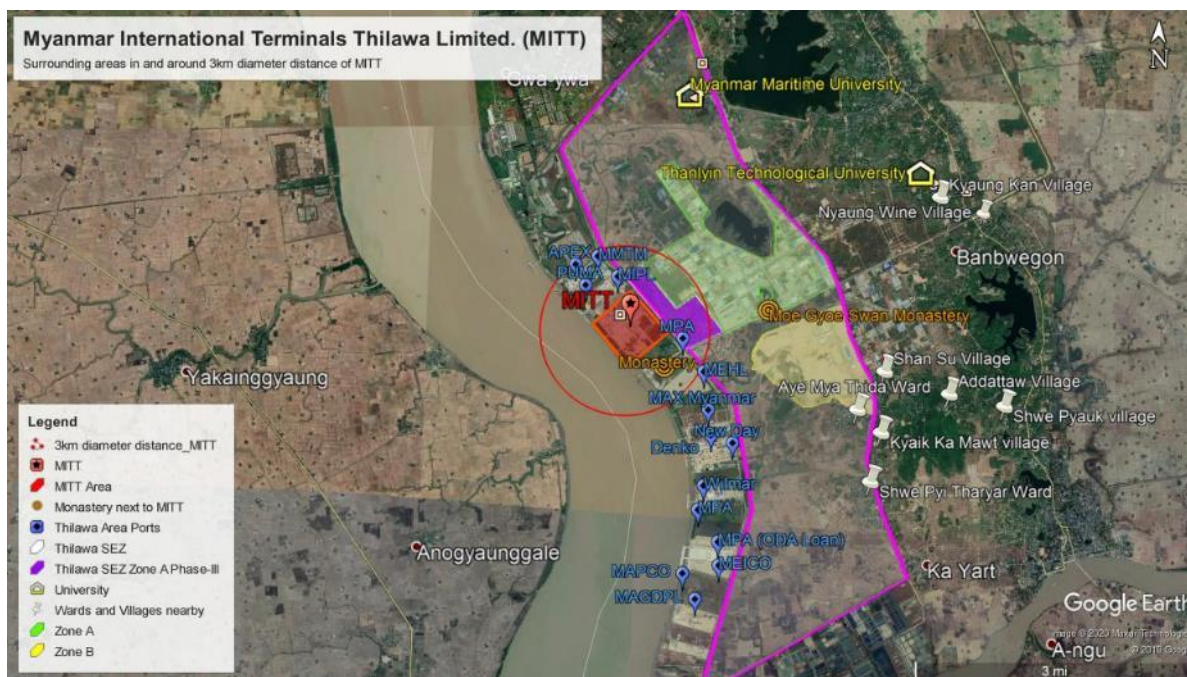 Myanmar International Terminals Thilawa Limited. (MITT)
Surrounding areas in and around 3km diameter distance of MITT
N
Gwa-ywa
Myanmar Maritime University
Thanlyin Technological University
Kyaung Kan Village
Nyaung Wine Village
Banbwegon
APEX
MMTM
PUMA
MIPL
MITT
Moe Gyoe Swan Monastery
MPA
Monastery
MEHL
Shan Su Village
Yakainggyaung
Aye Mya Thida Ward
Addattaw Village
MAX Myanmar
Shwe Pyauk village
New Day
Denko
Kyaik Ka Mawt village
Wilmar
Shwe Pyi Tharyar Ward
MPA
Anogyaunggale
MPA (ODA Loan)
MEICO
MAPCO
Ka Yart
MAGDPL
Legend
3km diameter distance_MITT
MITT
MITT Area
Monastery next to MITT
Thilawa Area Ports
Thilawa SEZ
Thilawa SEZ Zone A Phase-III
University
Wards and Villages nearby
Zone A
Zone B
Google Earth
A-ngu
3 mi